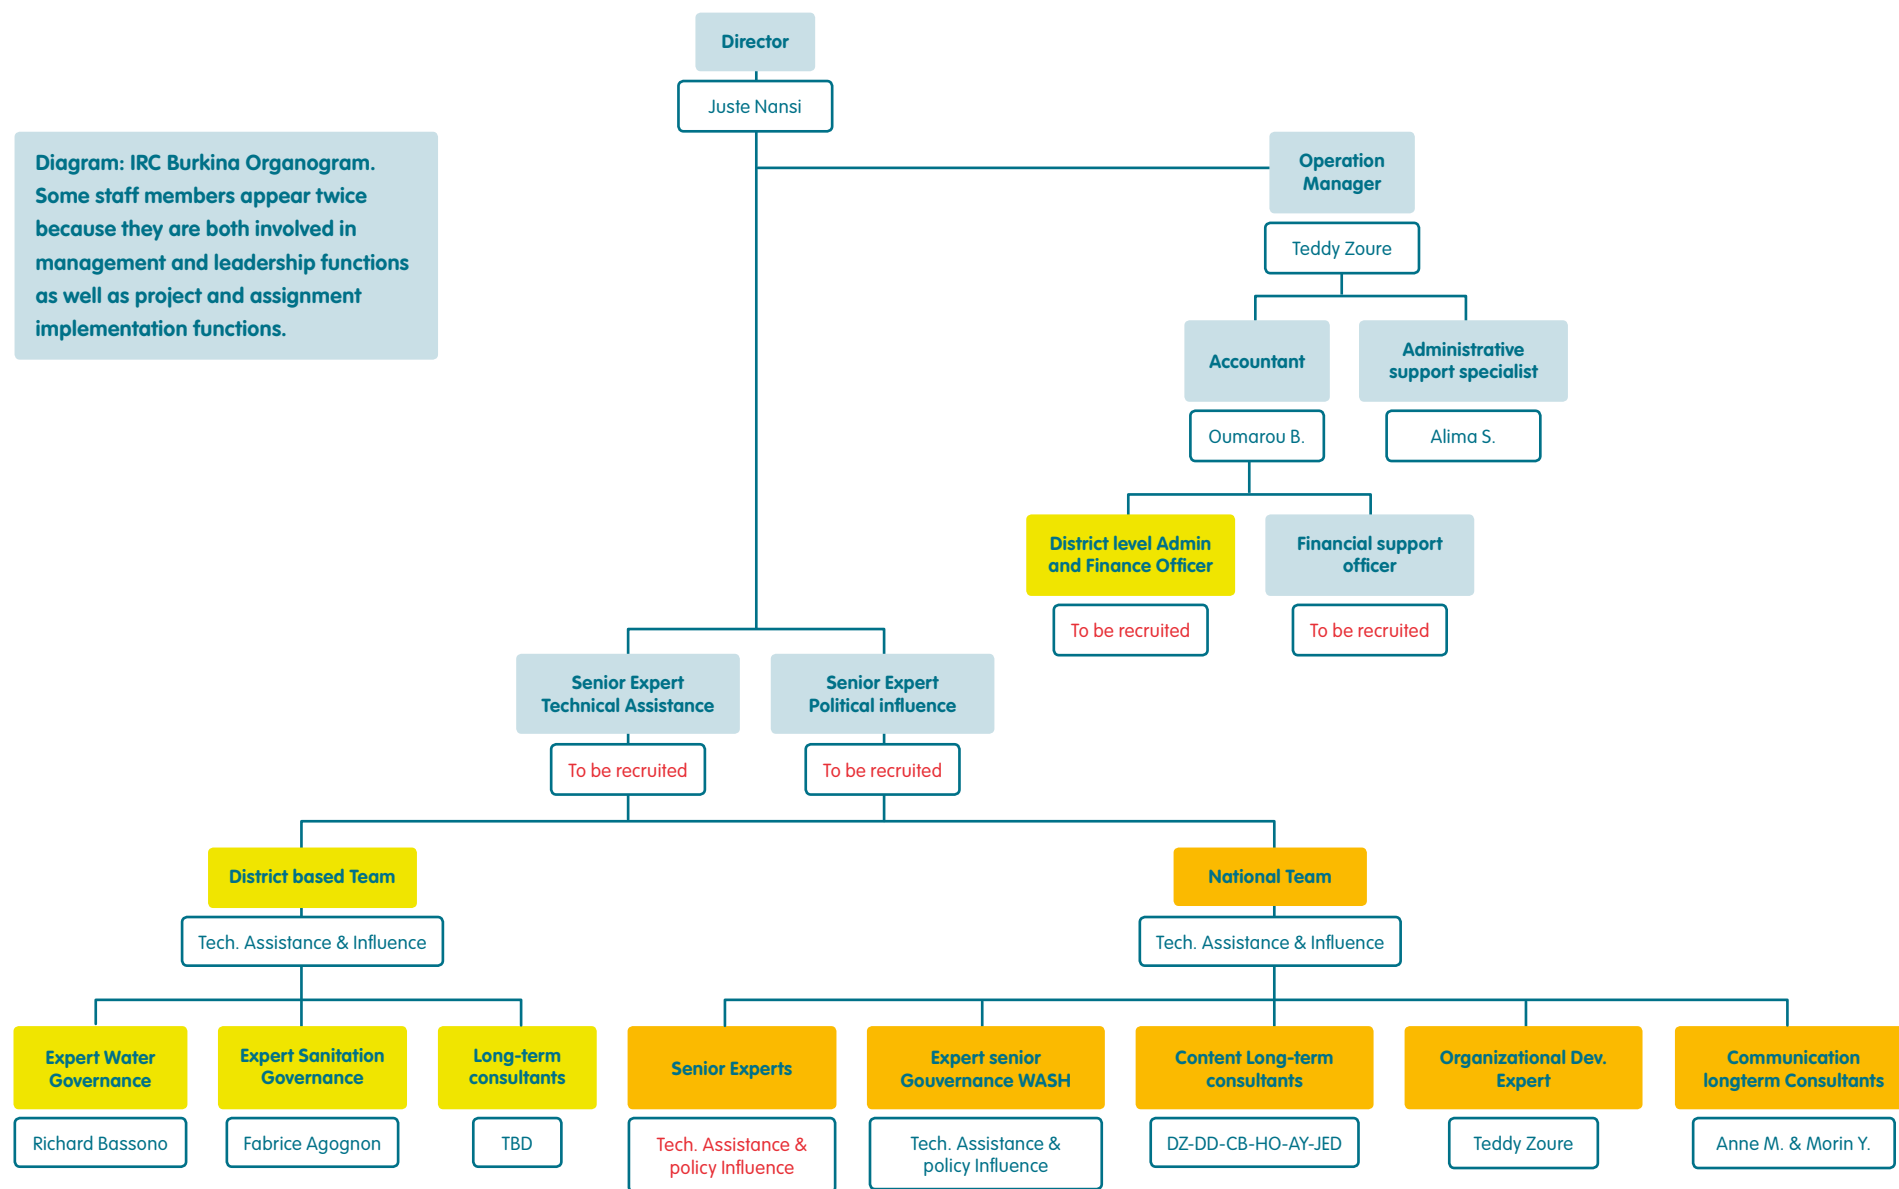 Director
Juste Nansi
Diagram: IRC Burkina Organogram.
Some staff members appear twice
because they are both involved in
management and leadership functions
as well as project and assignment
implementation functions.
Operation
Manager
Teddy Zoure
Accountant
Administrative
support specialist
Oumarou B.
Alima S.
District level Admin
and Finance Officer
Financial support
officer
To be recruited
To be recruited
Senior Expert
Technical Assistance
Senior Expert
Political influence
To be recruited
To be recruited
District based Team
National Team
Tech. Assistance & Influence
Tech. Assistance & Influence
Expert Water
Governance
Expert Sanitation
Governance
Long-term
consultants
Senior Experts
Expert senior
Gouvernance WASH
Content Long-term
consultants
Organizational Dev.
Expert
Communication
longterm Consultants
Richard Bassono
Fabrice Agognon
TBD
Tech. Assistance &
policy Influence
Tech. Assistance &
policy Influence
DZ-DD-CB-HO-AY-JED
Teddy Zoure
Anne M. & Morin Y.